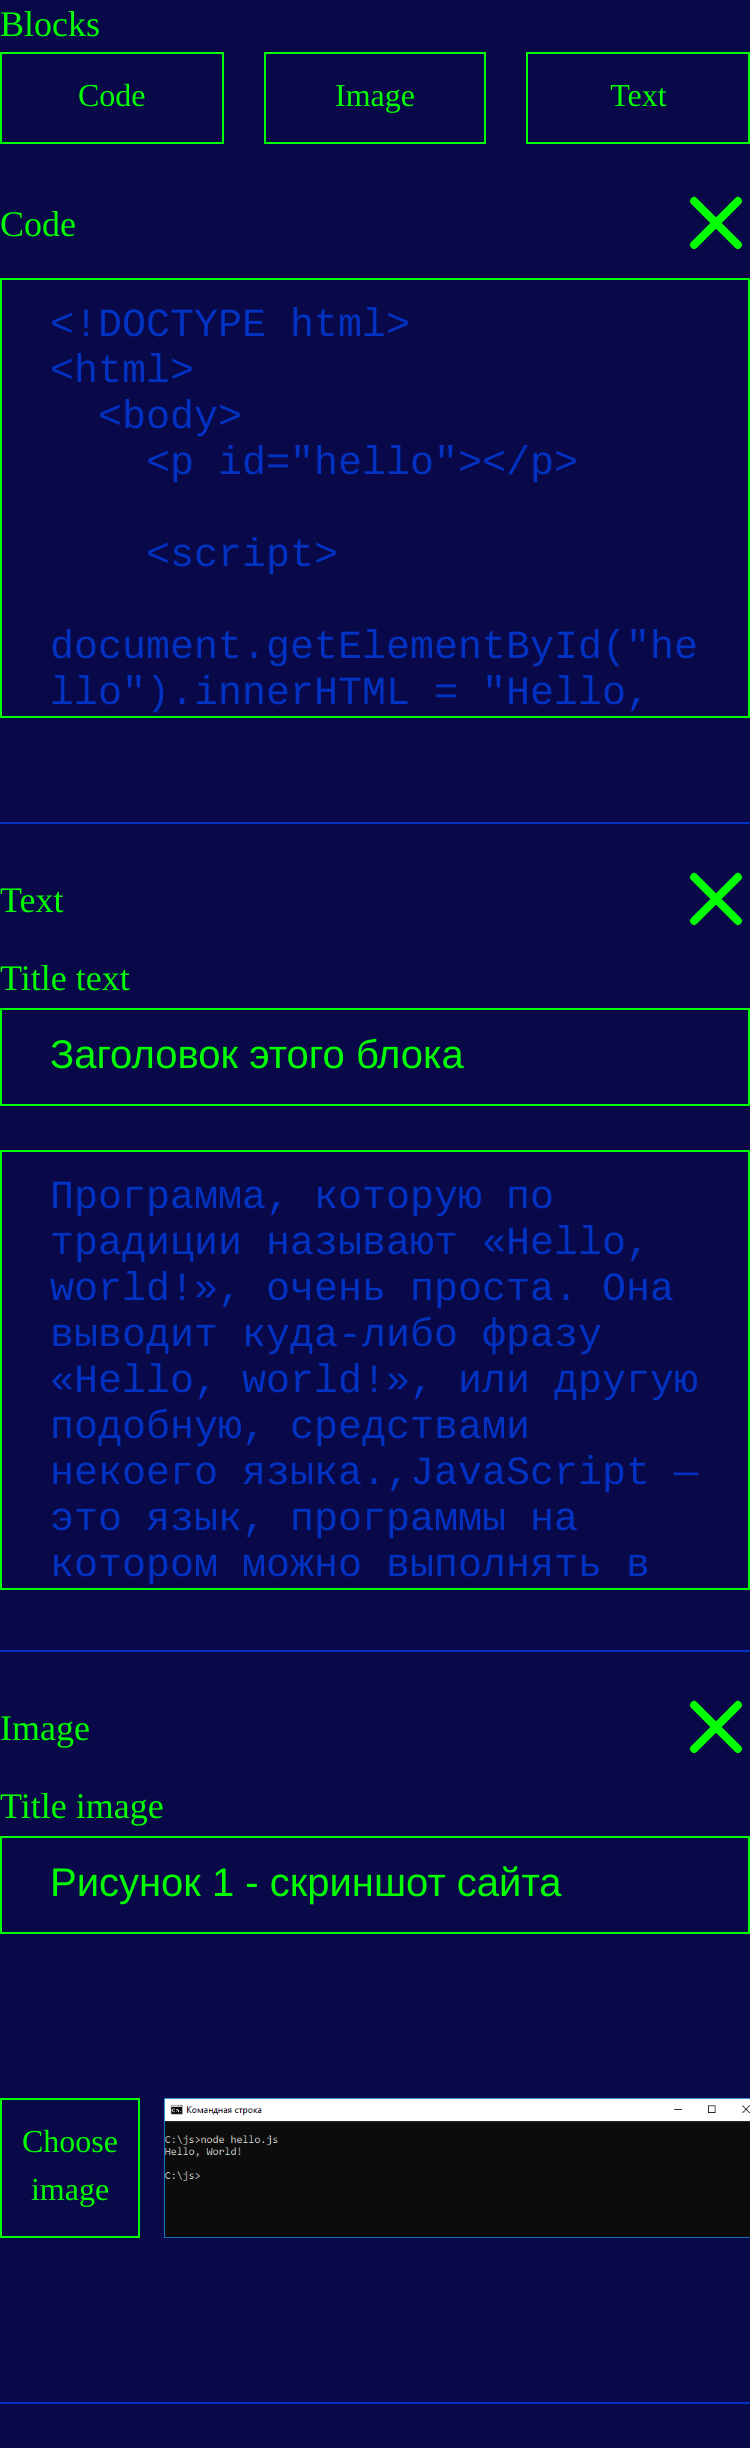 Blocks
Code
Image
Text
Code
<!DOCTYPE html>
<html>
<body>
<p id="hello"></p>
<script>
document.getElementById("he
llo").innerHTML = "Hello,
Text
Title text
Заголовок этого блока
Программа, которую по
традиции называют «Hello,
world!», очень проста. Она
выводит куда-либо фразу
«Hello, world!», или другую
подобную, средствами
некоего языка.,JavaScript —
это язык, программы на
котором можно выполнять в
Image
Title image
Рисунок 1 - скриншот сайта
Choose
image
Командная строка
C:\js>node hello.js
Hello, World!
C:\js>